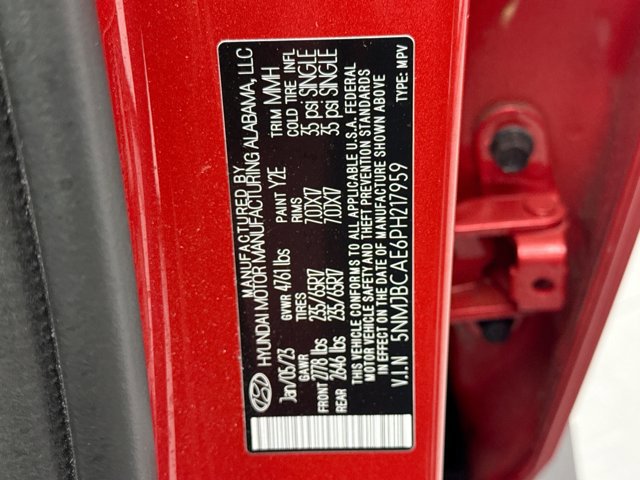 MANUFACTURED BY
HYUNDAI MOTOR MANUFACTURING ALABAMA, LLC
Jan/05/23 GVWR 4761 lbs PAINT Y2E TRIM MMH
GAWR TIRES COLD TIRE INFL
FRONT 2778 lbs 235/65R17 7.0JX17 35 psi SINGLE
REAR 2646 lbs 235/65R17 7.0JX17 35 psi SINGLE
THIS VEHICLE CONFORMS TO ALL APPLICABLE U.S.A. FEDERAL
MOTOR VEHICLE SAFETY AND THEFT PREVENTION STANDARDS
IN EFFECT ON THE DATE OF MANUFACTURE SHOWN ABOVE
V.I.N 5NMJBCAE6PH217959 TYPE: MPV